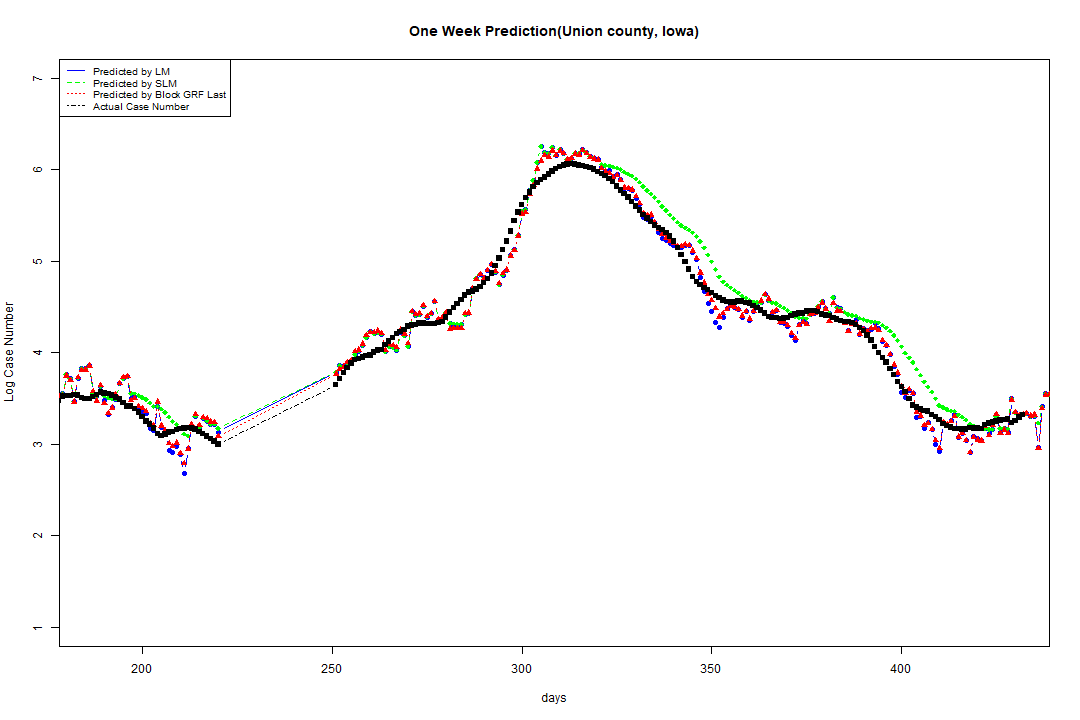 One Week Prediction(Union county, Iowa)
Predicted by LM
Predicted by SLM
Predicted by Block GRF Last
Actual Case Number
Log Case Number
7
6
5
4
3
2
1
200
250
300
350
400
days